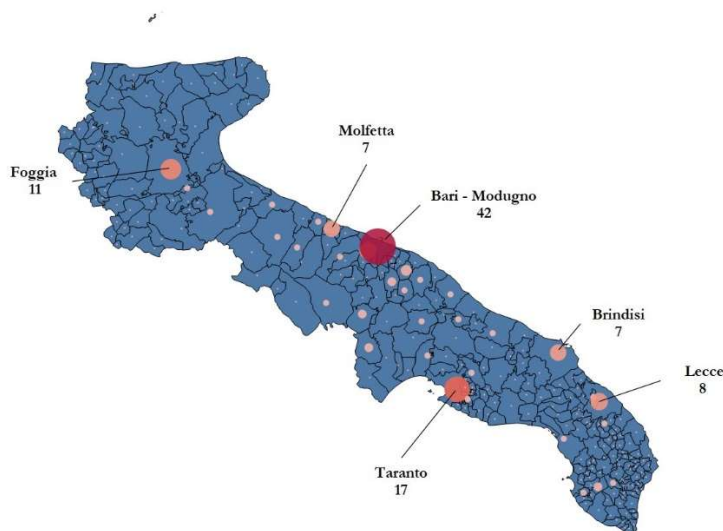 Molfetta
7
Foggia
11
Bari - Modugno
42
Brindisi
7
Lecce
8
Taranto
17